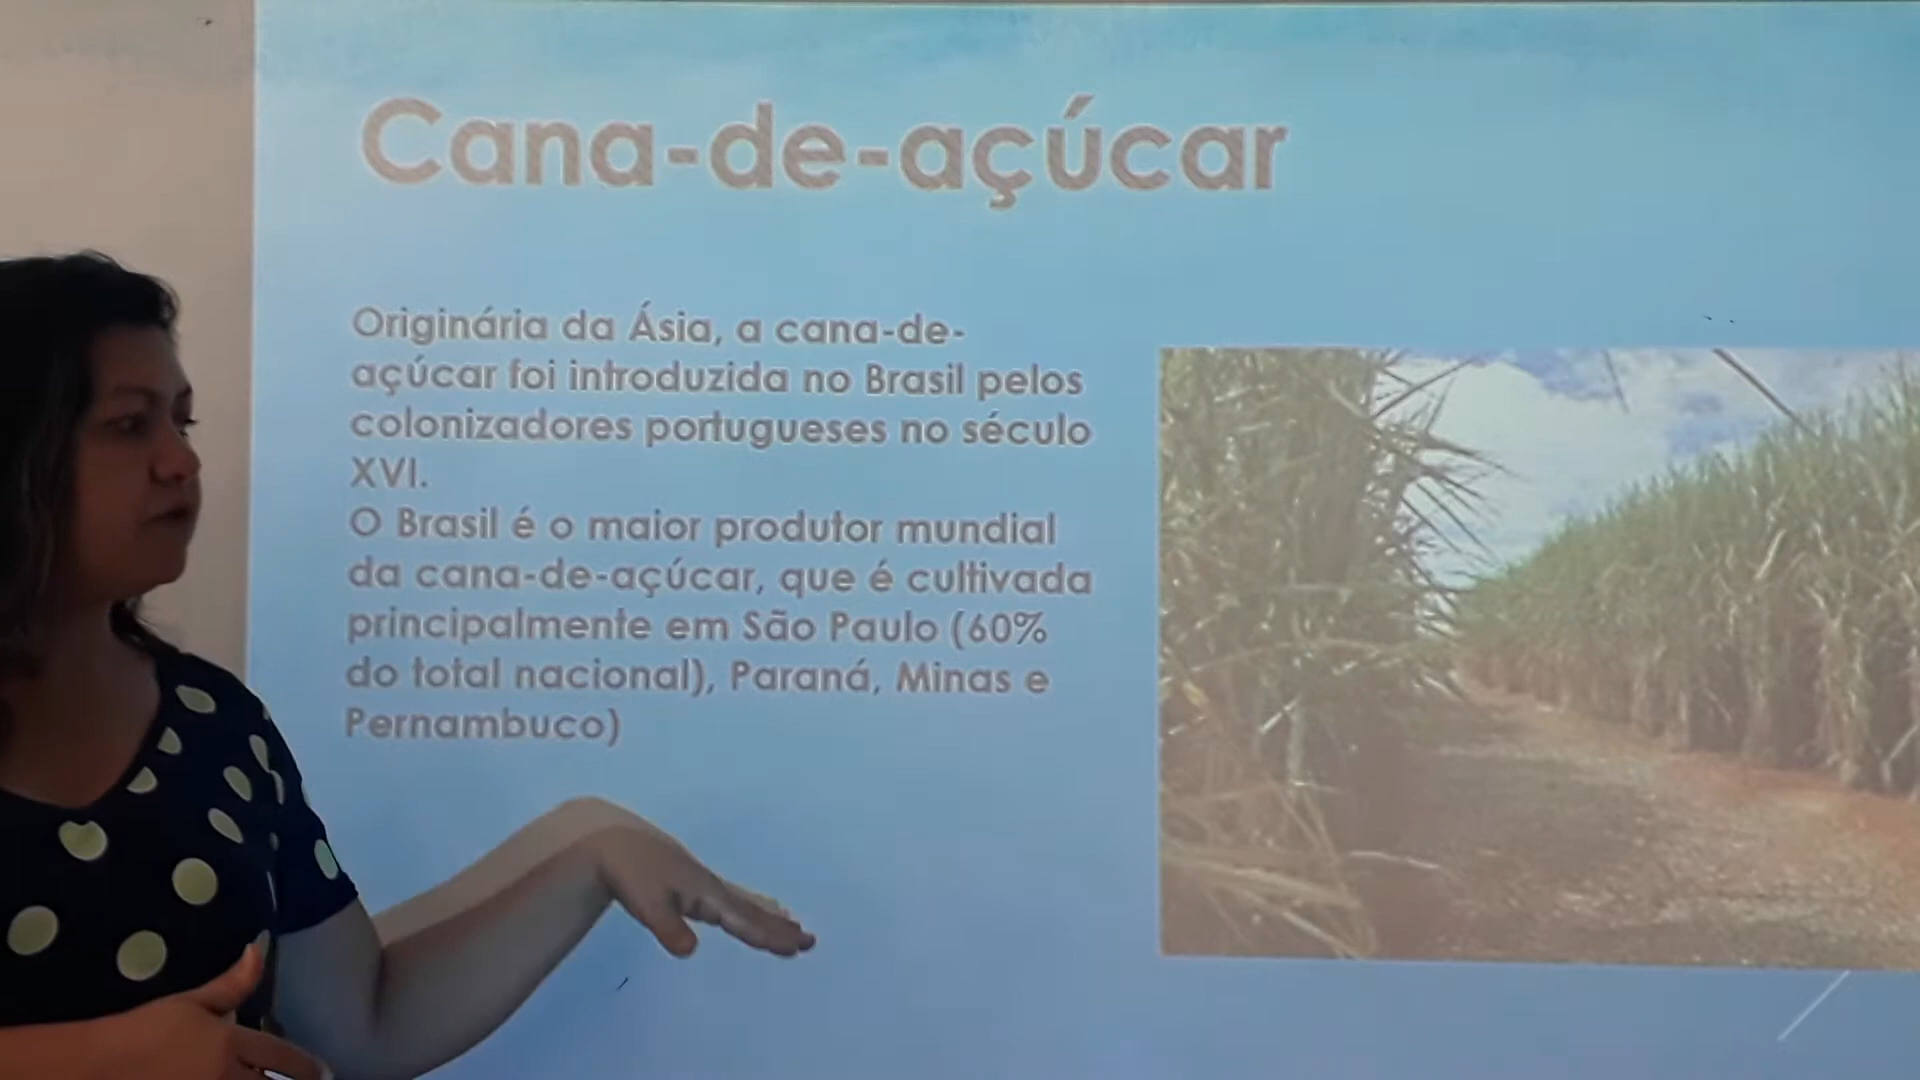 Cana-de-açúcar
Originária da Ásia, a cana-de-
açúcar foi introduzida no Brasil pelos
colonizadores portugueses no século
XVI.
O Brasil é o maior produtor mundial
da cana-de-açúcar, que é cultivada
principalmente em São Paulo (60%
do total nacional), Paraná, Minas e
Pernambuco)